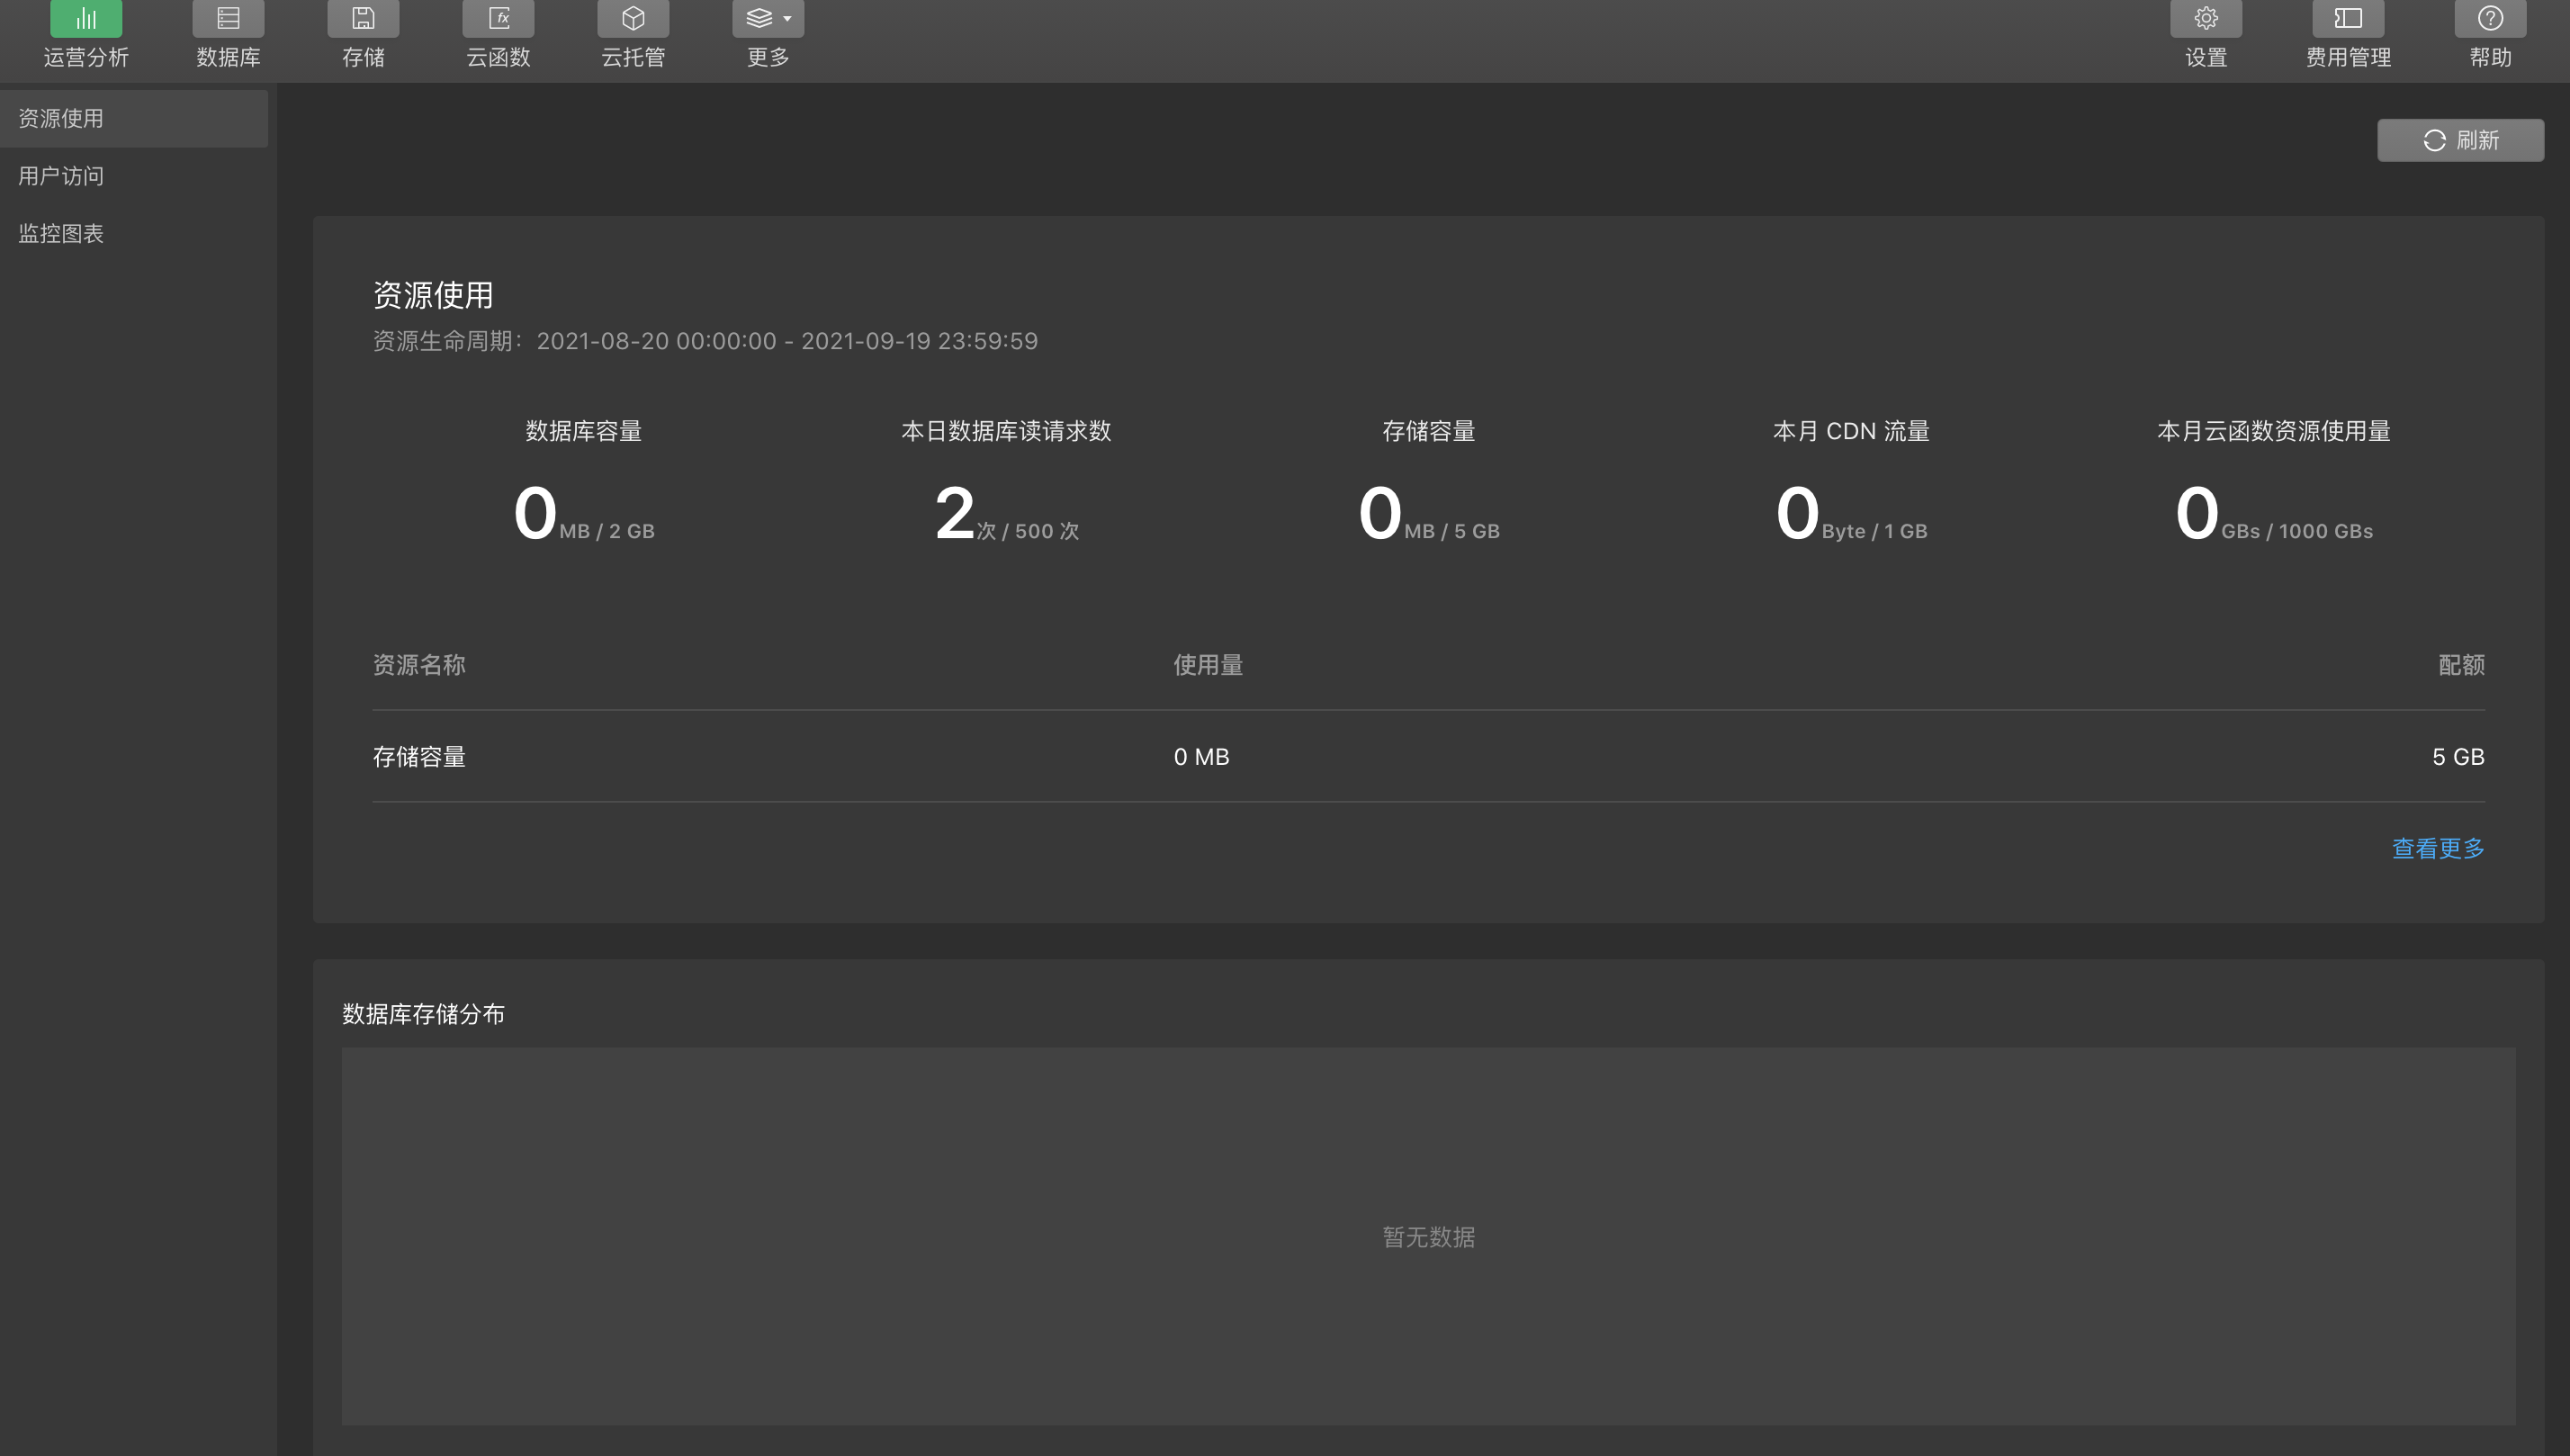 运营分析 数据库 存储 云函数 云托管 更多 设置 费用管理 帮助
资源使用
用户访问
监控图表
刷新
资源使用
资源生命周期：2021-08-20 00:00:00 - 2021-09-19 23:59:59
数据库容量 本日数据库读请求数 存储容量 本月 CDN 流量 本月云函数资源使用量
0 MB / 2 GB 2 次 / 500 次 0 MB / 5 GB 0 Byte / 1 GB 0 GBs / 1000 GBs
资源名称 使用量 配额
存储容量 0 MB 5 GB
查看更多
数据库存储分布
暂无数据